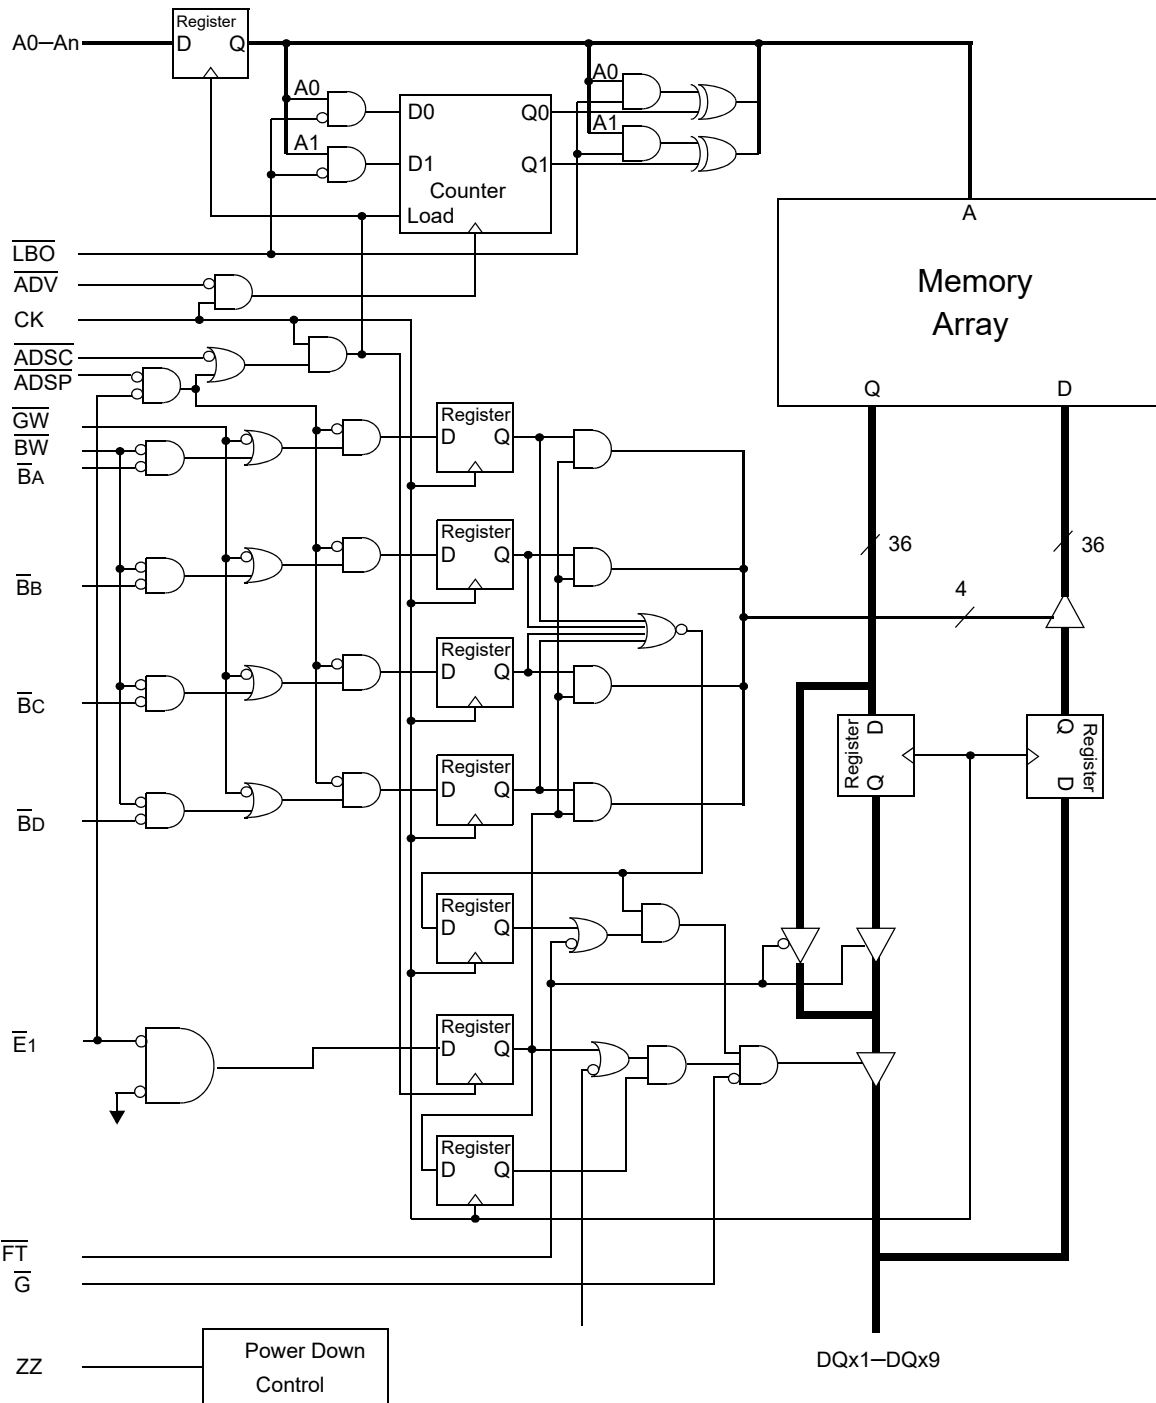 Register
A0–An
D Q
A0
A0
D0
Q0
A1
A1
D1
Q1
Counter
Load
A
LBO
ADV
Memory
Array
CK
ADSC
ADSP
Q
D
GW
BW
BA
Register
D Q
Register
D Q
36
36
BB
4
Register
D Q
BC
Register
D
Q
Q
Register
D
Register
D Q
BD
Register
D Q
Register
D Q
E1
Register
D Q
FT
G
ZZ
Power Down
Control
DQx1–DQx9